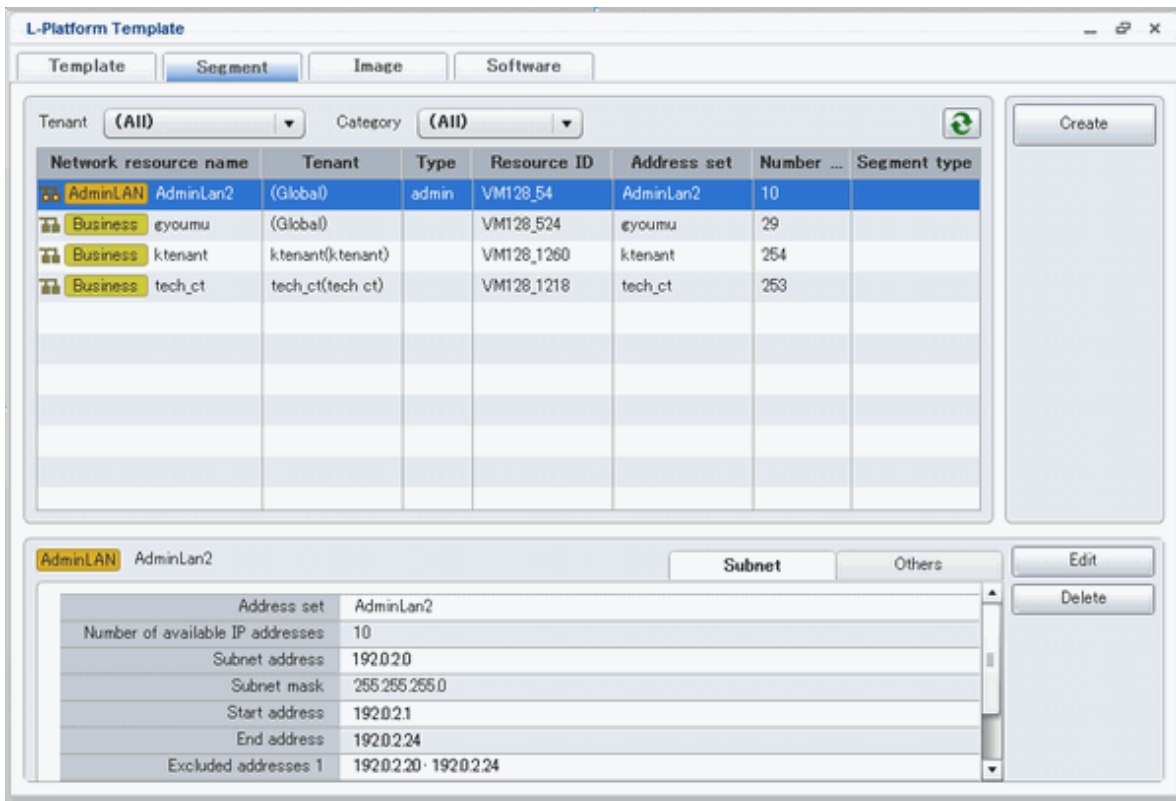 L-Platform Template
Template Segment Image Software
Tenant (All) Category (All) Create
Network resource name Tenant Type Resource ID Address set Number ... Segment type
AdminLAN AdminLan2 (Global) admin VM128_54 AdminLan2 10
Business gyoumu (Global) VM128_524 gyoumu 29
Business ktenant ktenant(ktenant) VM128_1260 ktenant 254
Business tech_ct tech_ct(tech ct) VM128_1218 tech_ct 253
AdminLAN AdminLan2 Subnet Others Edit
Delete
Address set AdminLan2
Number of available IP addresses 10
Subnet address 192.0.2.0
Subnet mask 255.255.255.0
Start address 192.0.2.1
End address 192.0.2.24
Excluded addresses 1 192.0.2.20 - 192.0.2.24